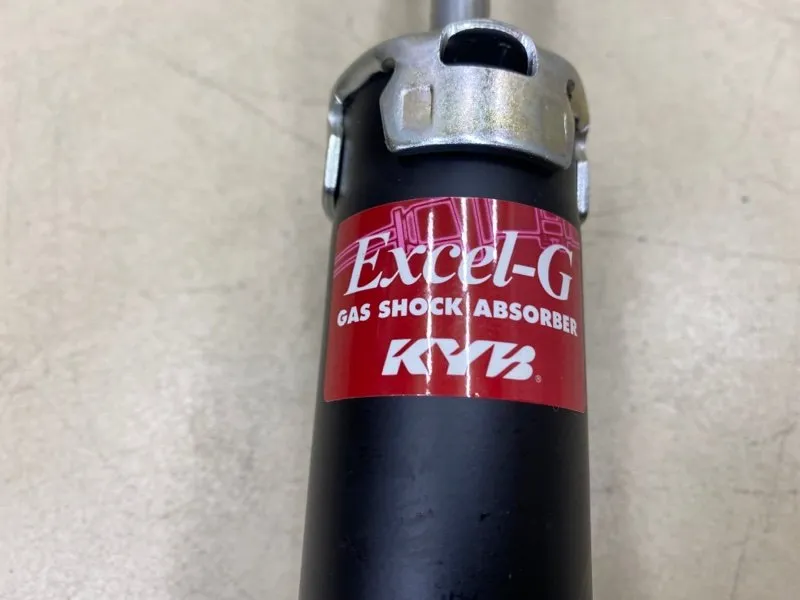 Excel-G
GAS SHOCK ABSORBER
KYB®